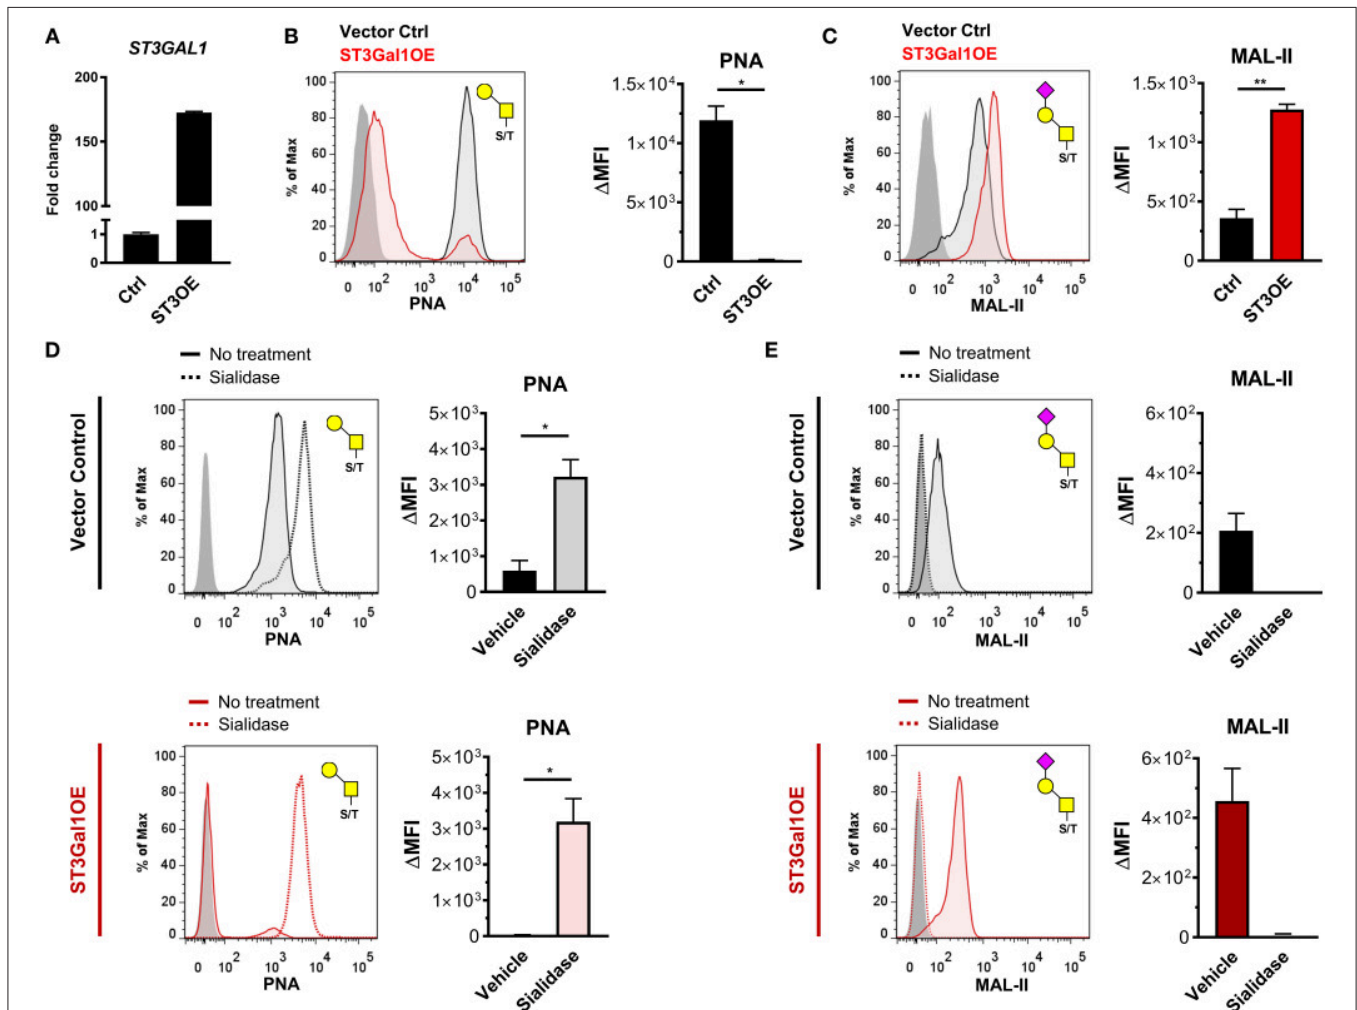 A
ST3GAL1
Fold change
200
150
100
1
0
Ctrl
ST3OE
B
Vector Ctrl
ST3Gal1OE
% of Max
100
80
60
40
20
0
0 10² 10³ 10⁴ 10⁵
PNA
S/T
PNA
ΔMFI
1.5×10⁴
1×10⁴
5×10³
0
*
Ctrl
ST3OE
C
Vector Ctrl
ST3Gal1OE
% of Max
100
80
60
40
20
0
0 10² 10³ 10⁴ 10⁵
MAL-II
S/T
MAL-II
ΔMFI
1.5×10³
1×10³
5×10²
0
**
Ctrl
ST3OE
D
Vector Control
No treatment
Sialidase
% of Max
100
80
60
40
20
0
0 10² 10³ 10⁴ 10⁵
PNA
S/T
PNA
ΔMFI
5×10³
4×10³
3×10³
2×10³
1×10³
0
*
Vehicle
Sialidase
E
Vector Control
No treatment
Sialidase
% of Max
100
80
60
40
20
0
0 10² 10³ 10⁴ 10⁵
MAL-II
S/T
MAL-II
ΔMFI
6×10²
4×10²
2×10²
0
Vehicle
Sialidase
ST3Gal1OE
No treatment
Sialidase
% of Max
100
80
60
40
20
0
0 10² 10³ 10⁴ 10⁵
PNA
S/T
PNA
ΔMFI
5×10³
4×10³
3×10³
2×10³
1×10³
0
*
Vehicle
Sialidase
ST3Gal1OE
No treatment
Sialidase
% of Max
100
80
60
40
20
0
0 10² 10³ 10⁴ 10⁵
MAL-II
S/T
MAL-II
ΔMFI
6×10²
4×10²
2×10²
0
Vehicle
Sialidase